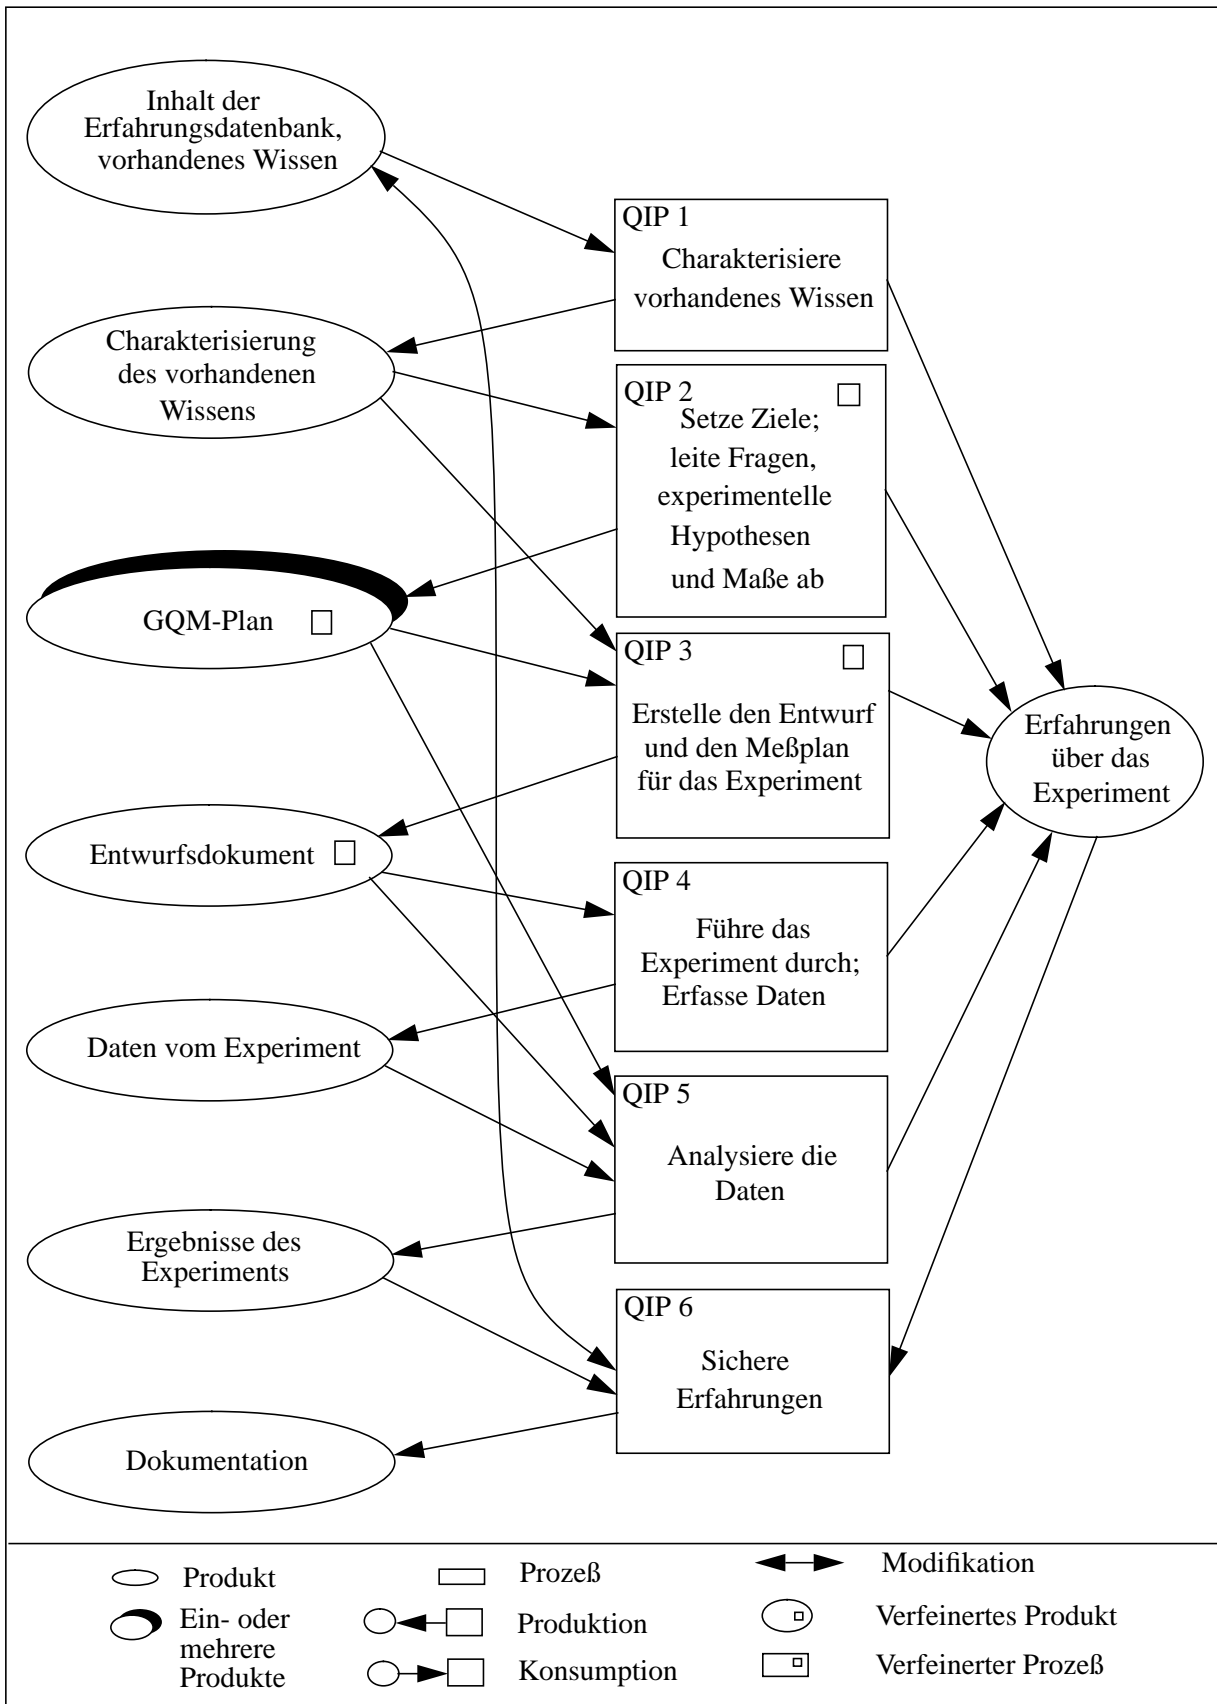 Inhalt der
Erfahrungsdatenbank,
vorhandenes Wissen
QIP 1
Charakterisiere
vorhandenes Wissen
Charakterisierung
des vorhandenen
Wissens
QIP 2
Setze Ziele;
leite Fragen,
experimentelle
Hypothesen
und Maße ab
GQM-Plan
QIP 3
Erstelle den Entwurf
und den Meßplan
für das Experiment
Erfahrungen
über das
Experiment
Entwurfsdokument
QIP 4
Führe das
Experiment durch;
Erfasse Daten
Daten vom Experiment
QIP 5
Analysiere die
Daten
Ergebnisse des
Experiments
QIP 6
Sichere
Erfahrungen
Dokumentation
Produkt
Ein- oder
mehrere
Produkte
Prozeß
Produktion
Konsumption
Modifikation
Verfeinertes Produkt
Verfeinerter Prozeß